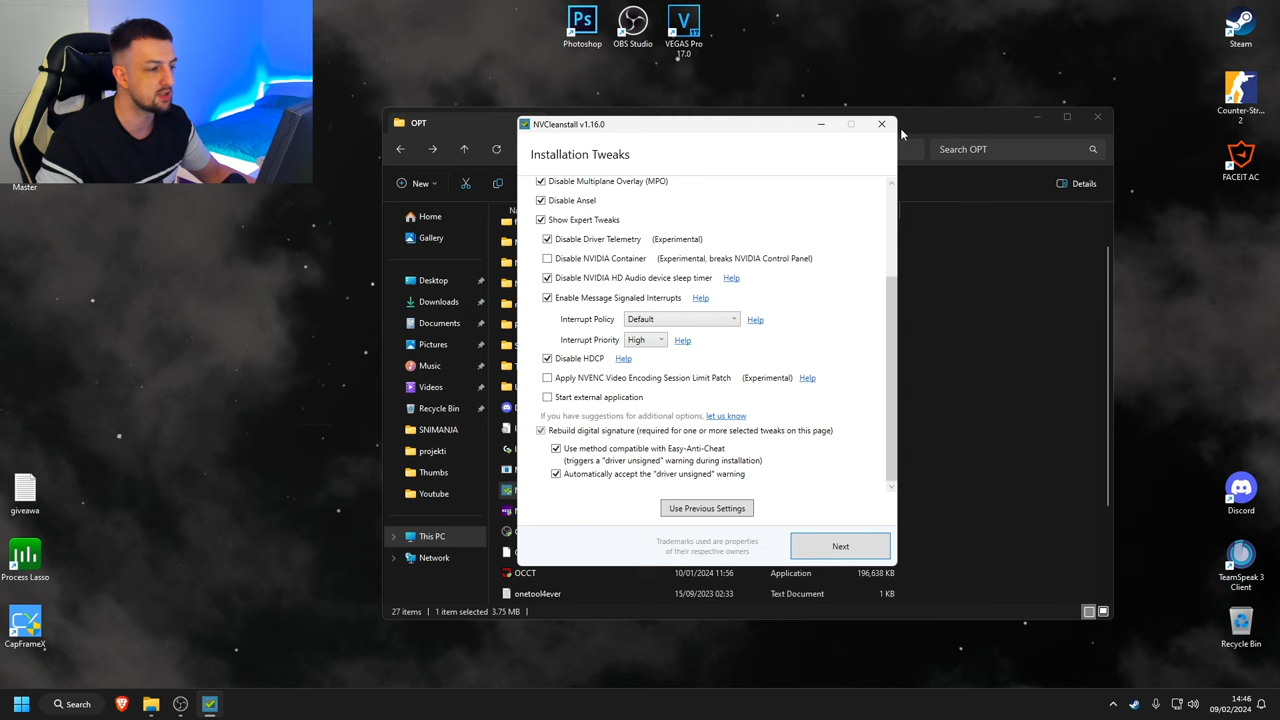 Photoshop
OBS Studio
VEGAS Pro
17.0
Steam
Counter-Str...
2
FACEIT AC
Discord
TeamSpeak 3
Client
Recycle Bin
Master
giveawa
Process Lasso
CapFrameX
OPT
Search OPT
New
Details
Home
Gallery
Desktop
Downloads
Documents
Pictures
Music
Videos
Recycle Bin
SNIMANJA
projekti
Thumbs
Youtube
This PC
Network
NVCleanstall v1.16.0
Installation Tweaks
Disable Multiplane Overlay (MPO)
Disable Ansel
Show Expert Tweaks
Disable Driver Telemetry (Experimental)
Disable NVIDIA Container (Experimental, breaks NVIDIA Control Panel)
Disable NVIDIA HD Audio device sleep timer Help
Enable Message Signaled Interrupts Help
Interrupt Policy Default Help
Interrupt Priority High Help
Disable HDCP Help
Apply NVENC Video Encoding Session Limit Patch (Experimental) Help
Start external application
If you have suggestions for additional options, let us know
Rebuild digital signature (required for one or more selected tweaks on this page)
Use method compatible with Easy-Anti-Cheat
(triggers a "driver unsigned" warning during installation)
Automatically accept the "driver unsigned" warning
Use Previous Settings
Trademarks used are properties
of their respective owners
Next
OCCT 10/01/2024 11:56 Application 196,638 KB
onetool4ever 15/09/2023 02:33 Text Document 1 KB
27 items 1 item selected 3.75 MB
Search
14:46
09/02/2024